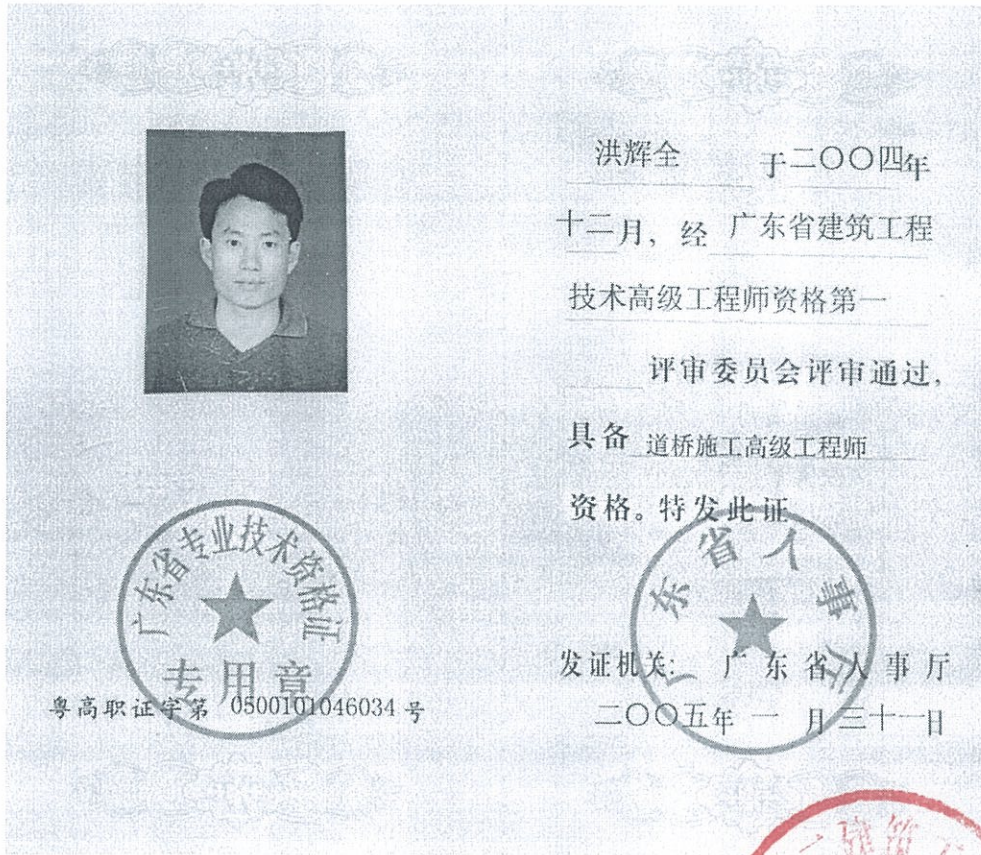 广东省专业技术资格证
专用章
粤高职证字第 0500101046034 号
洪辉全 于二〇〇四年
十二月，经 广东省建筑工程
技术高级工程师资格第一
评审委员会评审通过，
具备 道桥施工高级工程师
资格。特发此证
广东省人事厅
发证机关: 广东省人事厅
二〇〇五年 一 月 三十一日
建筑